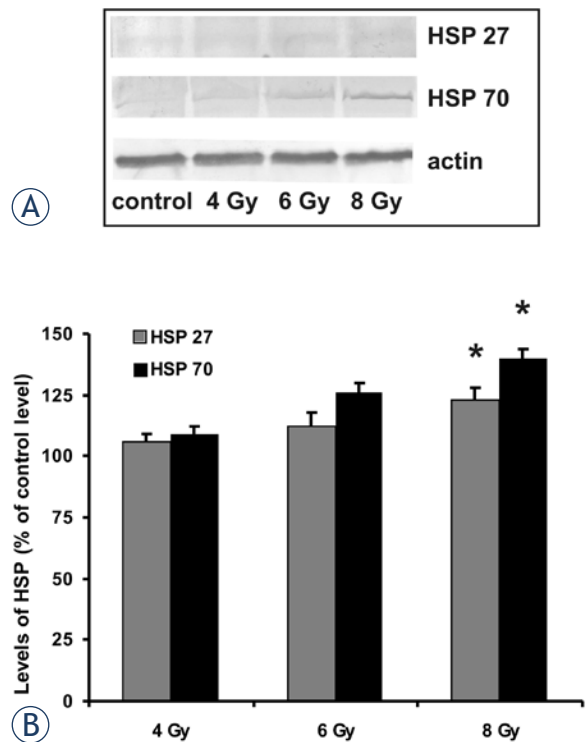 HSP 27
HSP 70
actin
control 4 Gy 6 Gy 8 Gy
A
* *
150
125
100
75
50
25
0
Levels of HSP (% of control level)
HSP 27
HSP 70
4 Gy 6 Gy 8 Gy
B